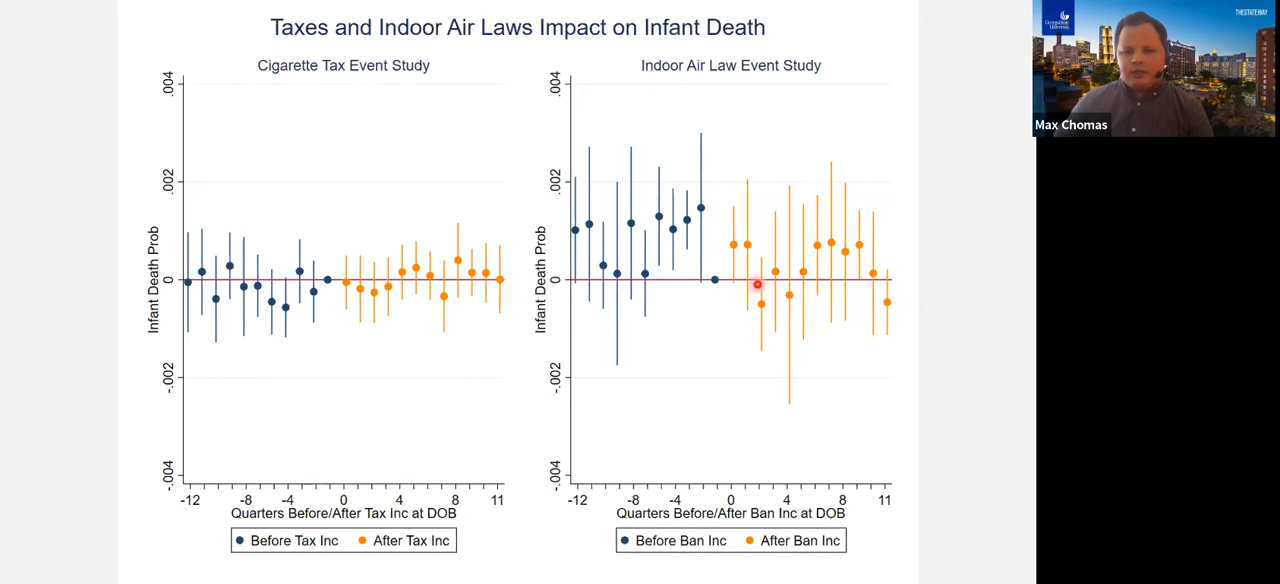 Taxes and Indoor Air Laws Impact on Infant Death
Cigarette Tax Event Study
Infant Death Prob
.004
.002
0
-.002
-.004
-12 -8 -4 0 4 8 11
Quarters Before/After Tax Inc at DOB
Before Tax Inc After Tax Inc
Indoor Air Law Event Study
Infant Death Prob
.004
.002
0
-.002
-.004
-12 -8 -4 0 4 8 11
Quarters Before/After Ban Inc at DOB
Before Ban Inc After Ban Inc
Georgia State
University
THESTATEWAY
Max Chomas